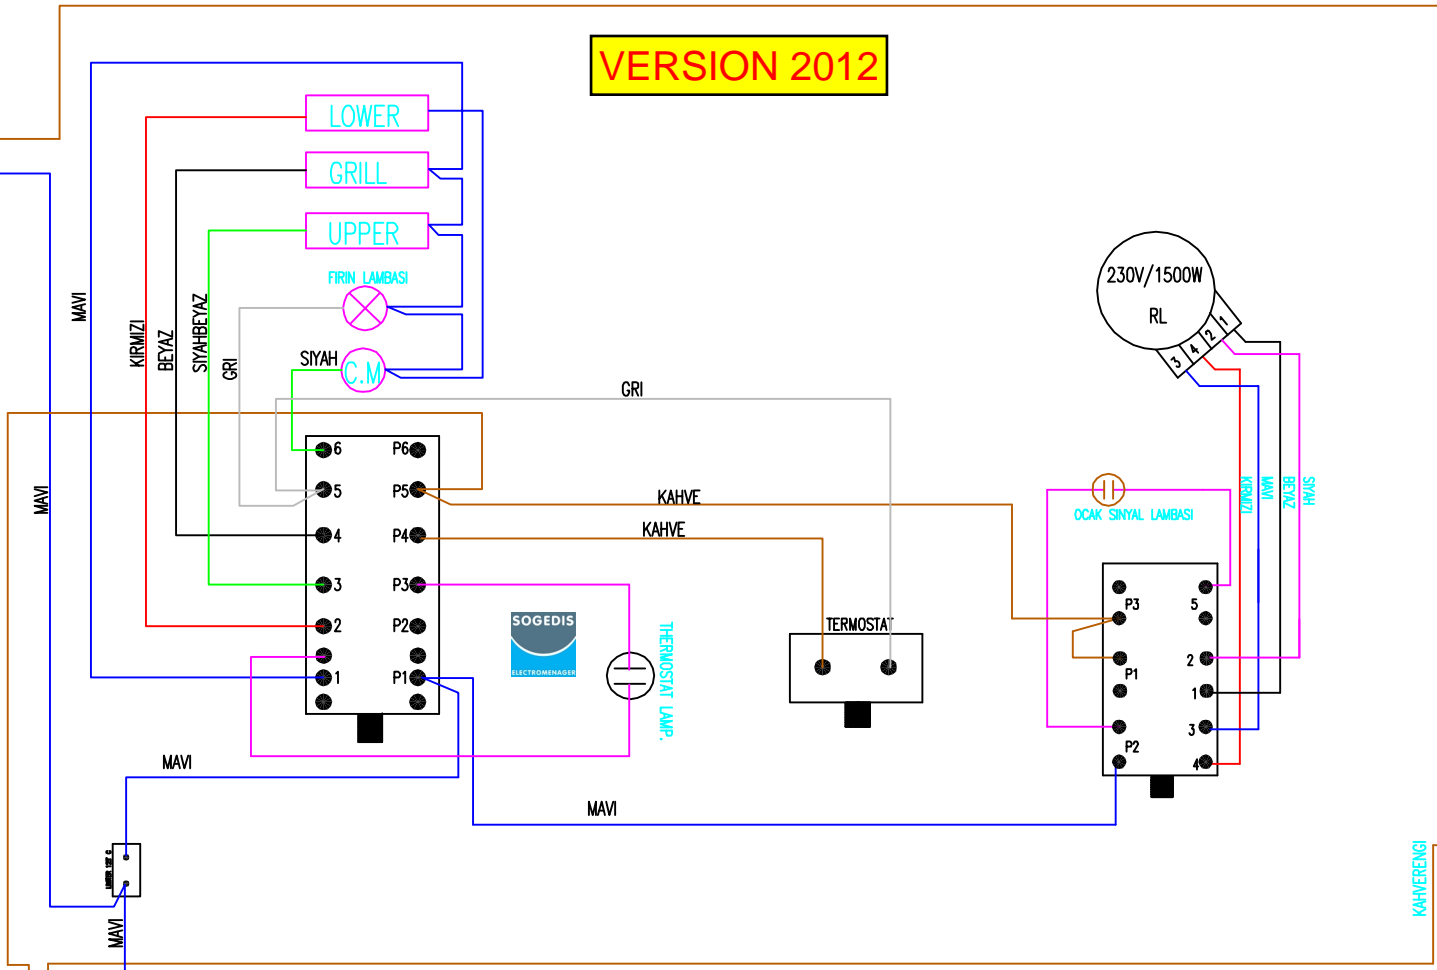 VERSION 2012
LOWER
GRILL
UPPER
FIRIN LAMBASI
SIYAH
C.M
MAVI
KIRMIZI
BEYAZ
SIYAHBEYAZ
GRI
GRI
230V/1500W
RL
1
2
4
3
6 P6
5 P5
4 P4
3 P3
2 P2
1 P1
MAVI
KAHVE
KAHVE
OCAK SINYAL LAMBASI
KIRMIZI
MAVI
BEYAZ
SIYAH
SOGEDIS
ELECTROMENAGER
THERMOSTAT LAMP.
TERMOSTAT
P3 5
2
P1
1
3
P2
4
MAVI
MAVI
MAVI
KAHVERENGI